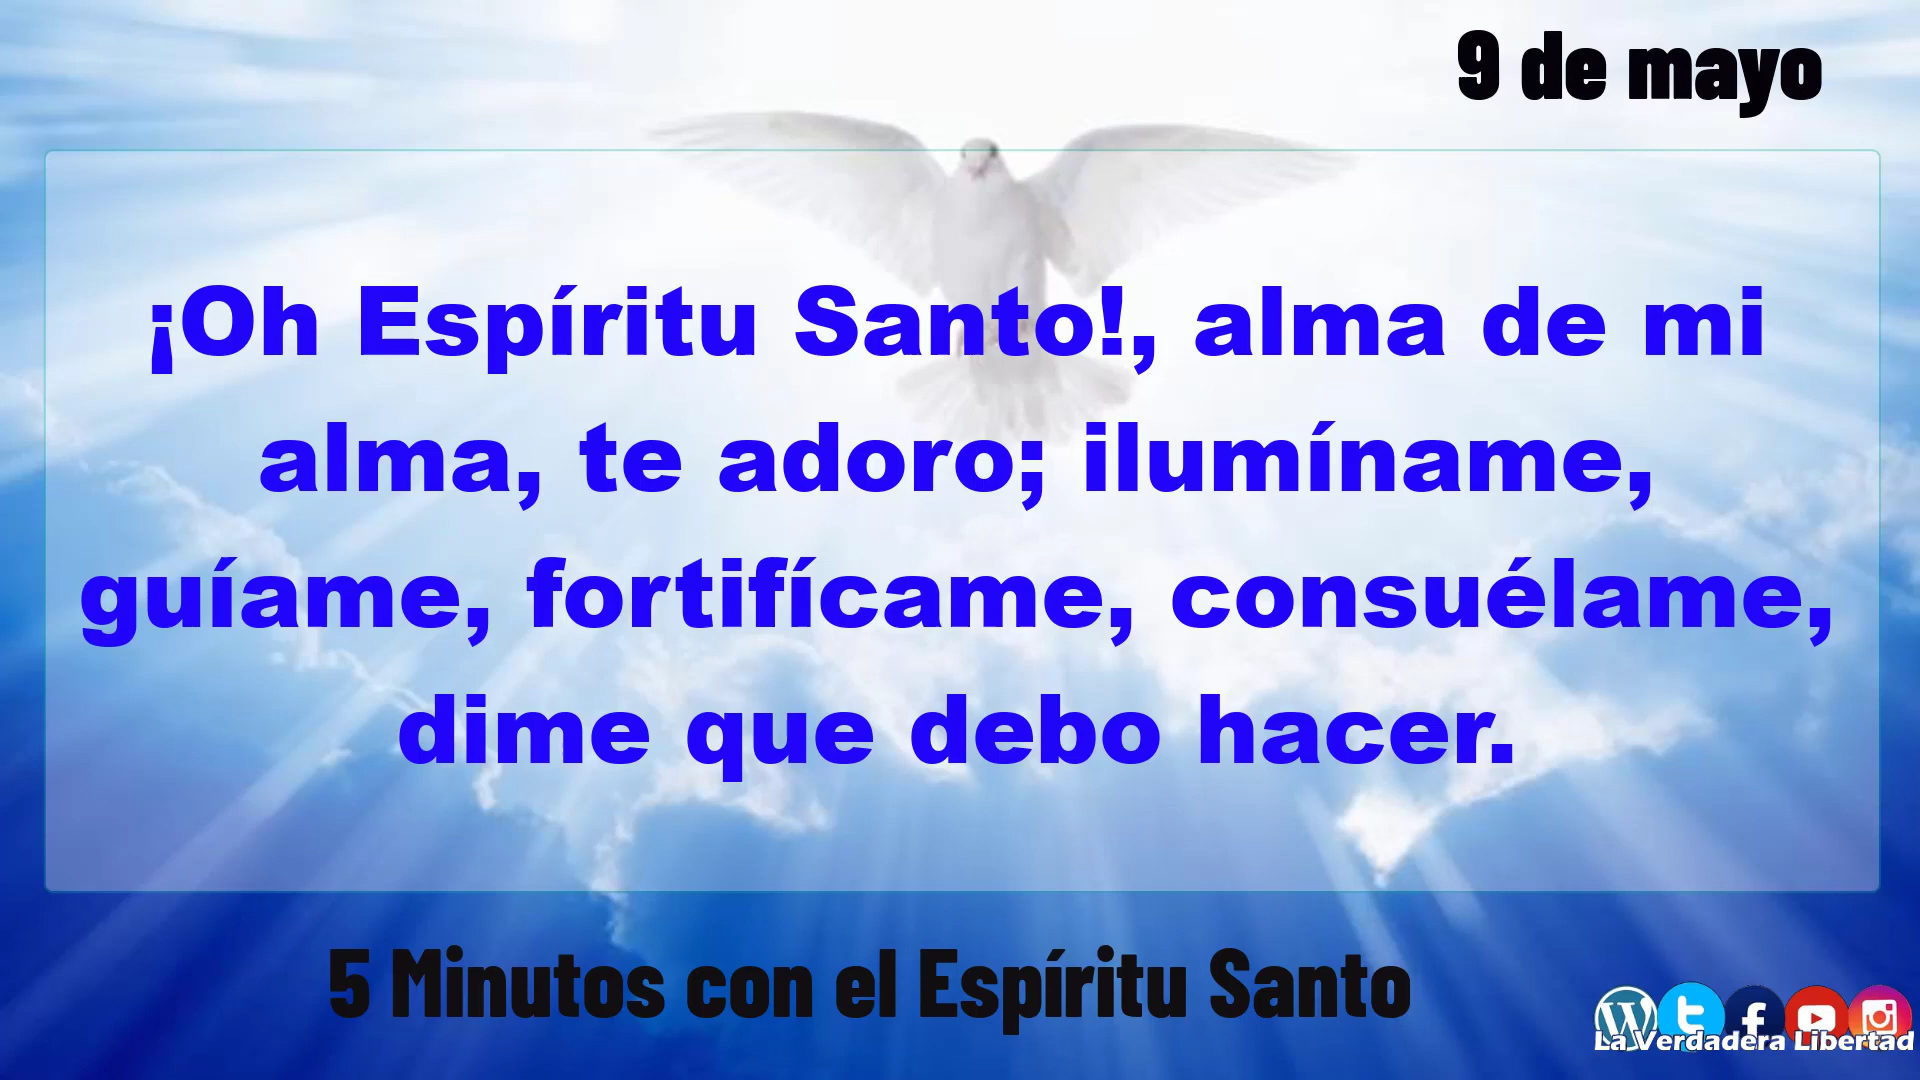 9 de mayo
¡Oh Espíritu Santo!, alma de mi
alma, te adoro; ilumíname,
guíame, fortifícame, consuélame,
dime que debo hacer.
5 Minutos con el Espíritu Santo
La Verdadera Libertad